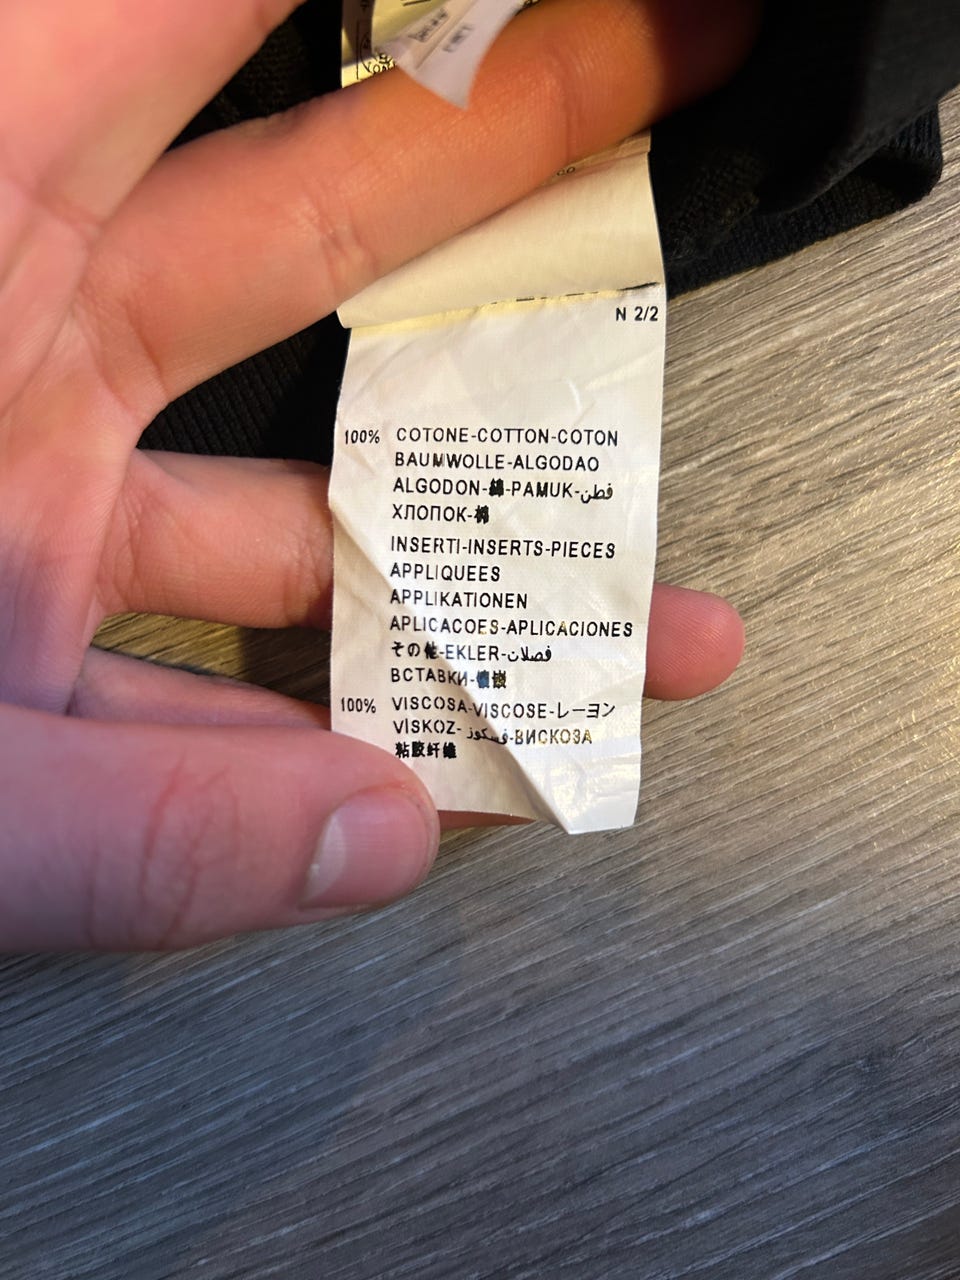 N 2/2
100% COTONE-COTTON-COTON
BAUMWOLLE-ALGODAO
ALGODON-綿-PAMUK-قطن
ХЛОПОК-棉
INSERTI-INSERTS-PIECES
APPLIQUEES
APPLIKATIONEN
APLICACOES-APLICACIONES
その他-EKLER-فصلان
ВСТАВКИ-镶嵌
100% VISCOSA-VISCOSE-レーヨン
VİSKOZ-فسكوز-ВИСКОЗА
粘胶纤维